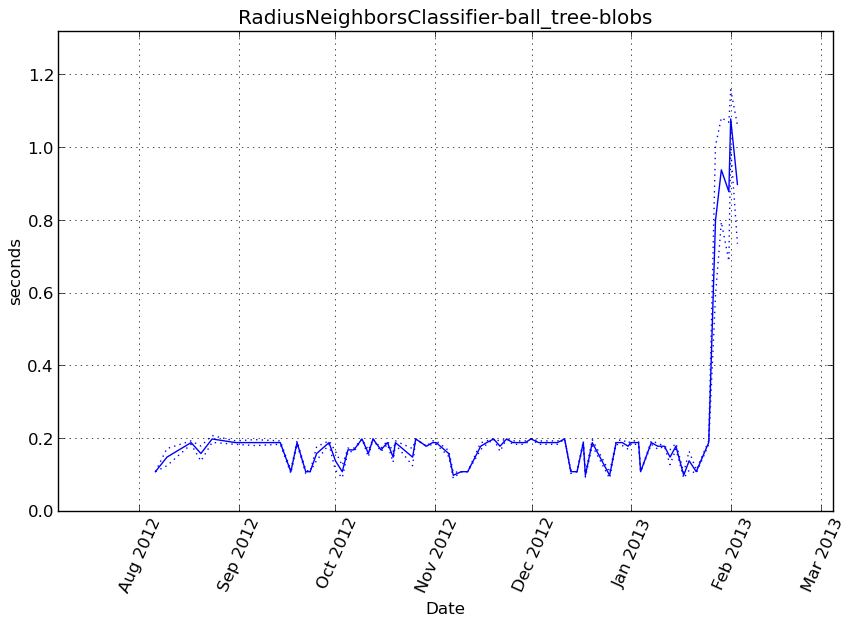 RadiusNeighborsClassifier-ball_tree-blobs
1.2
1.0
0.8
0.6
0.4
0.2
0.0
seconds
Aug 2012
Sep 2012
Oct 2012
Nov 2012
Dec 2012
Jan 2013
Feb 2013
Mar 2013
Date